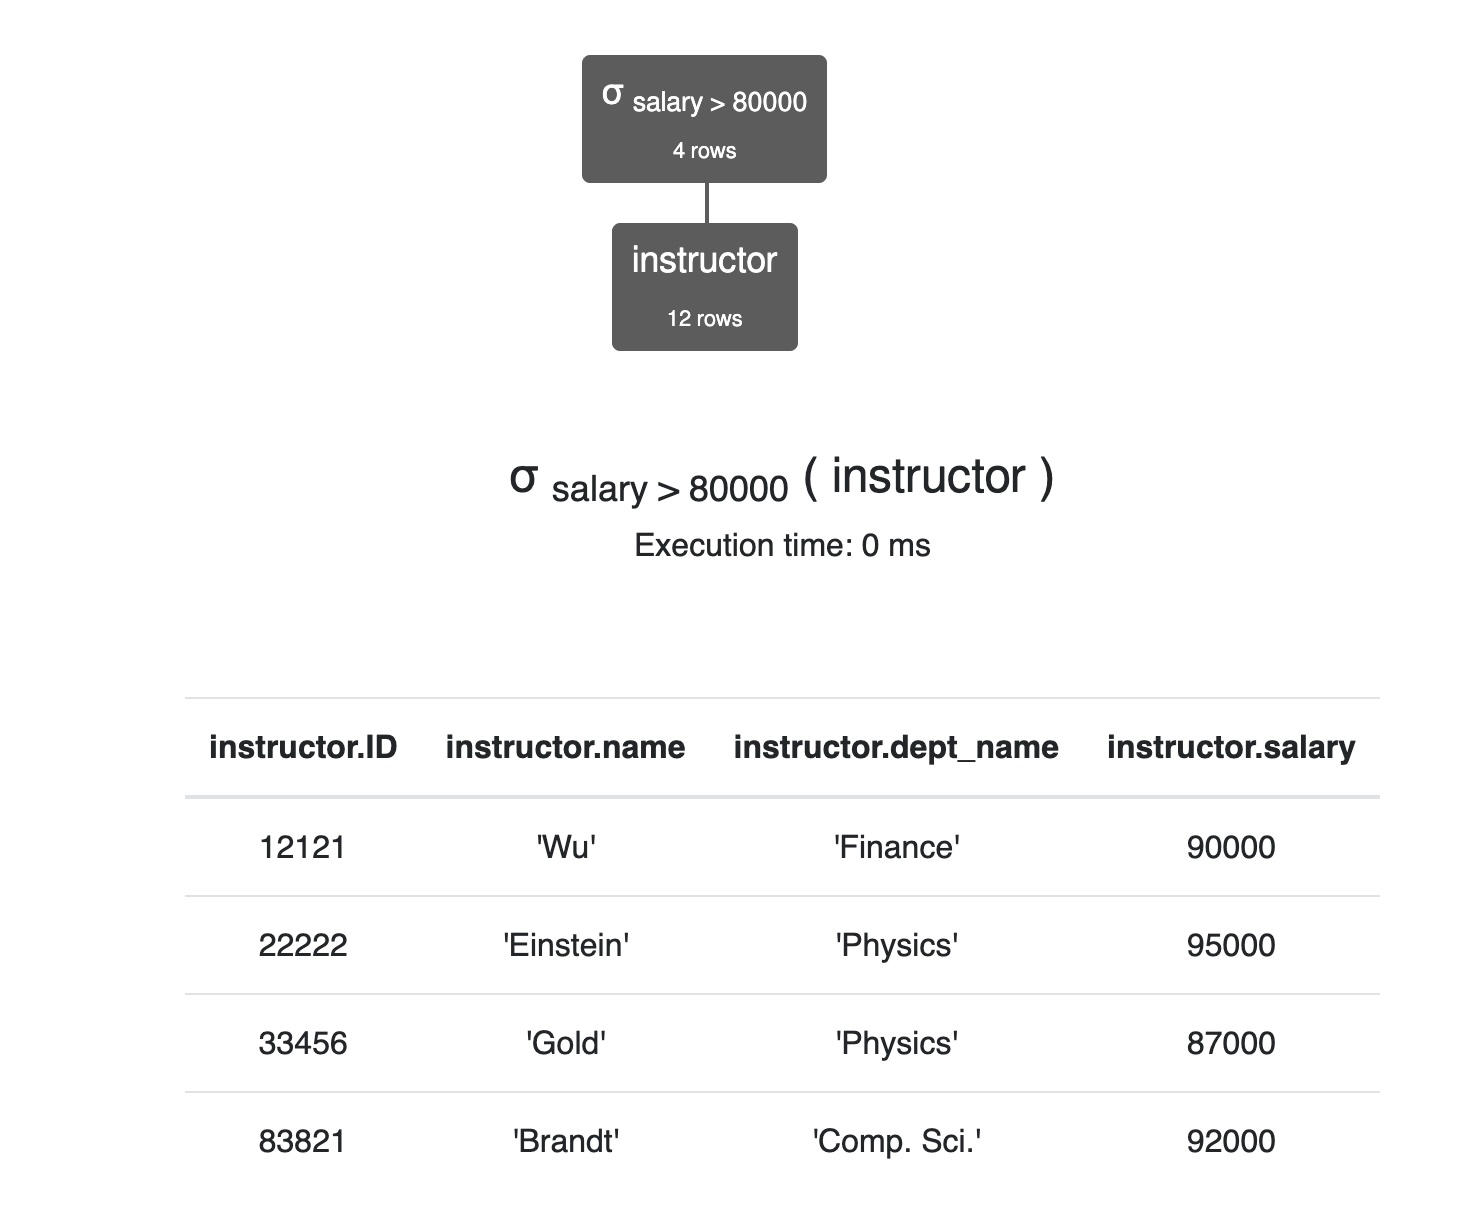 σ salary > 80000
4 rows
instructor
12 rows
σ salary > 80000 ( instructor )
Execution time: 0 ms
instructor.ID instructor.name instructor.dept_name instructor.salary
12121 'Wu' 'Finance' 90000
22222 'Einstein' 'Physics' 95000
33456 'Gold' 'Physics' 87000
83821 'Brandt' 'Comp. Sci.' 92000